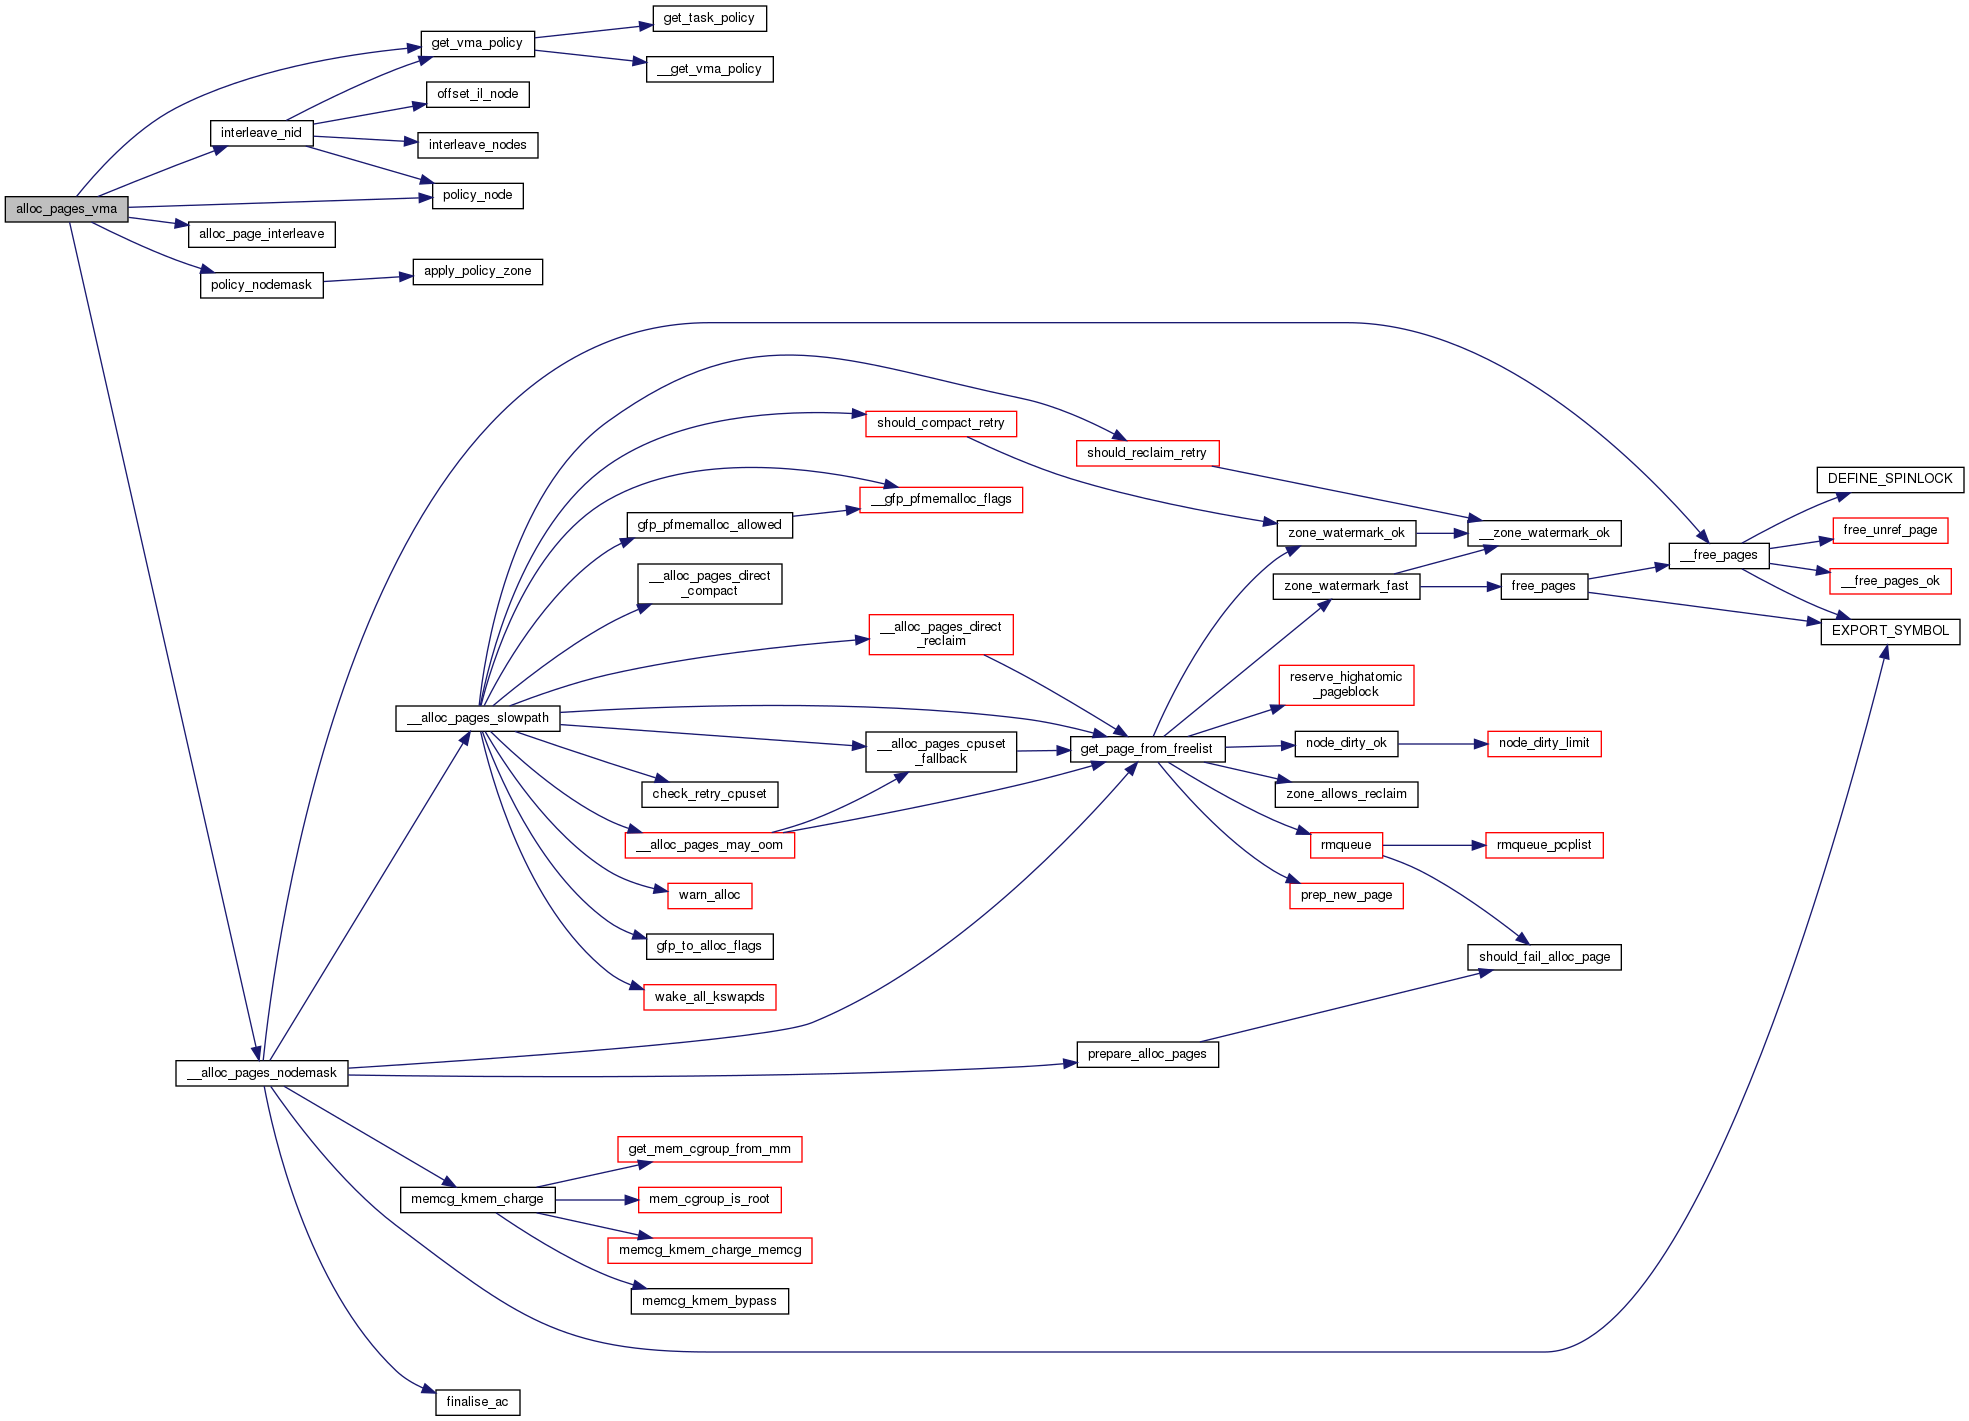 get_task_policy
get_vma_policy
__get_vma_policy
offset_il_node
interleave_nid
interleave_nodes
policy_node
alloc_pages_vma
alloc_page_interleave
apply_policy_zone
policy_nodemask
should_compact_retry
should_reclaim_retry
DEFINE_SPINLOCK
__gfp_pfmemalloc_flags
gfp_pfmemalloc_allowed
zone_watermark_ok
__zone_watermark_ok
free_unref_page
__free_pages
__alloc_pages_direct
_compact
zone_watermark_fast
free_pages
__free_pages_ok
__alloc_pages_direct
_reclaim
EXPORT_SYMBOL
reserve_highatomic
_pageblock
__alloc_pages_slowpath
__alloc_pages_cpuset
_fallback
get_page_from_freelist
node_dirty_ok
node_dirty_limit
check_retry_cpuset
zone_allows_reclaim
__alloc_pages_may_oom
rmqueue
rmqueue_pcplist
warn_alloc
prep_new_page
gfp_to_alloc_flags
should_fail_alloc_page
wake_all_kswapds
prepare_alloc_pages
__alloc_pages_nodemask
get_mem_cgroup_from_mm
memcg_kmem_charge
mem_cgroup_is_root
memcg_kmem_charge_memcg
memcg_kmem_bypass
finalise_ac